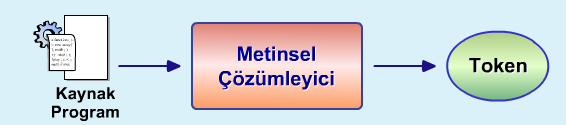 Metinsel
Çözümleyici
Token
Kaynak
Program